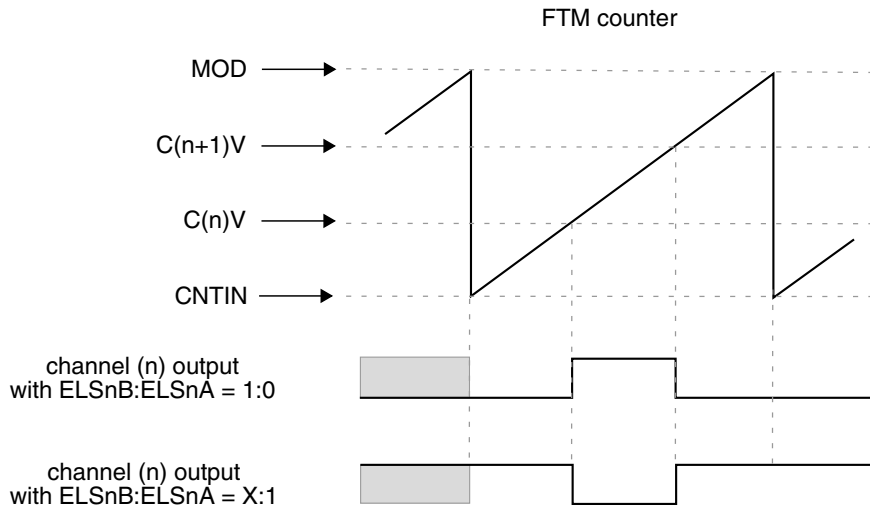 FTM counter
MOD
C(n+1)V
C(n)V
CNTIN
channel (n) output
with ELSnB:ELSnA = 1:0
channel (n) output
with ELSnB:ELSnA = X:1